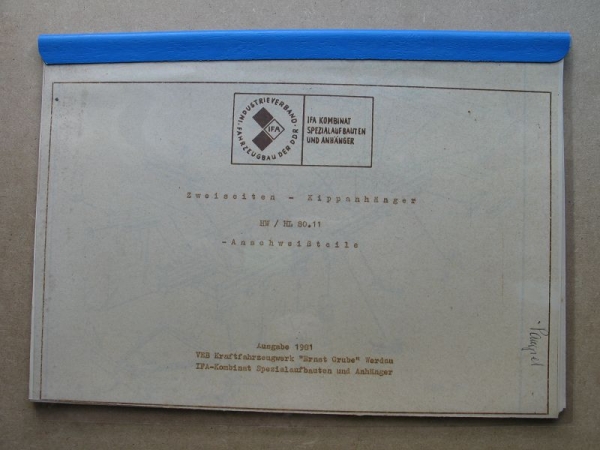 INDUSTRIEVERBAND
FAHRZEUGBAU DER DDR
IFA
IFA KOMBINAT
SPEZIALAUFBAUTEN
UND ANHÄNGER
Zweiseiten - Kippanhänger
HW / HL 80.11
-Anschweißteile
Ausgabe 1981
VEB Kraftfahrzeugwerk "Ernst Grube" Werdau
IFA-Kombinat Spezialaufbauten und Anhänger